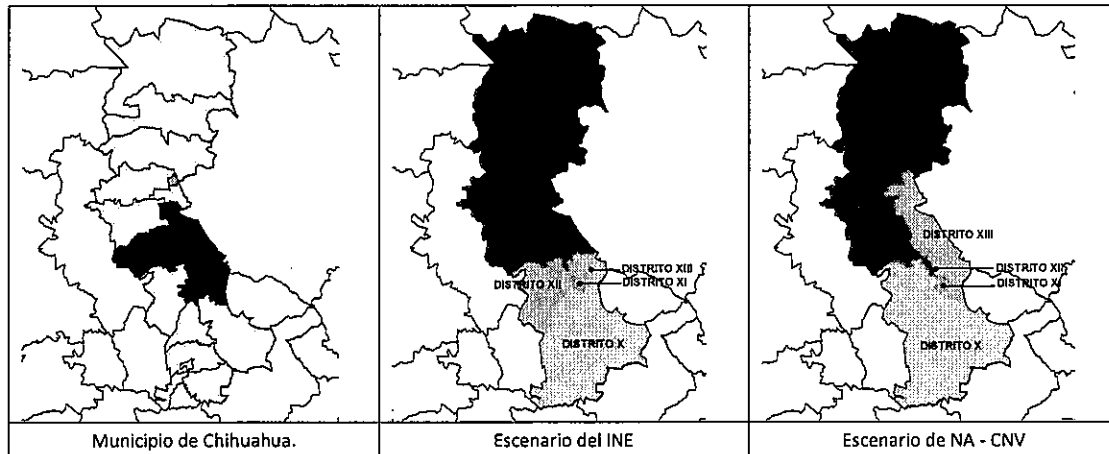 DISTRITO XIII
DISTRITO XII
DISTRITO XI
DISTRITO X
DISTRITO XIII
DISTRITO XII
DISTRITO XI
DISTRITO X
Municipio de Chihuahua.
Escenario del INE
Escenario de NA - CNV